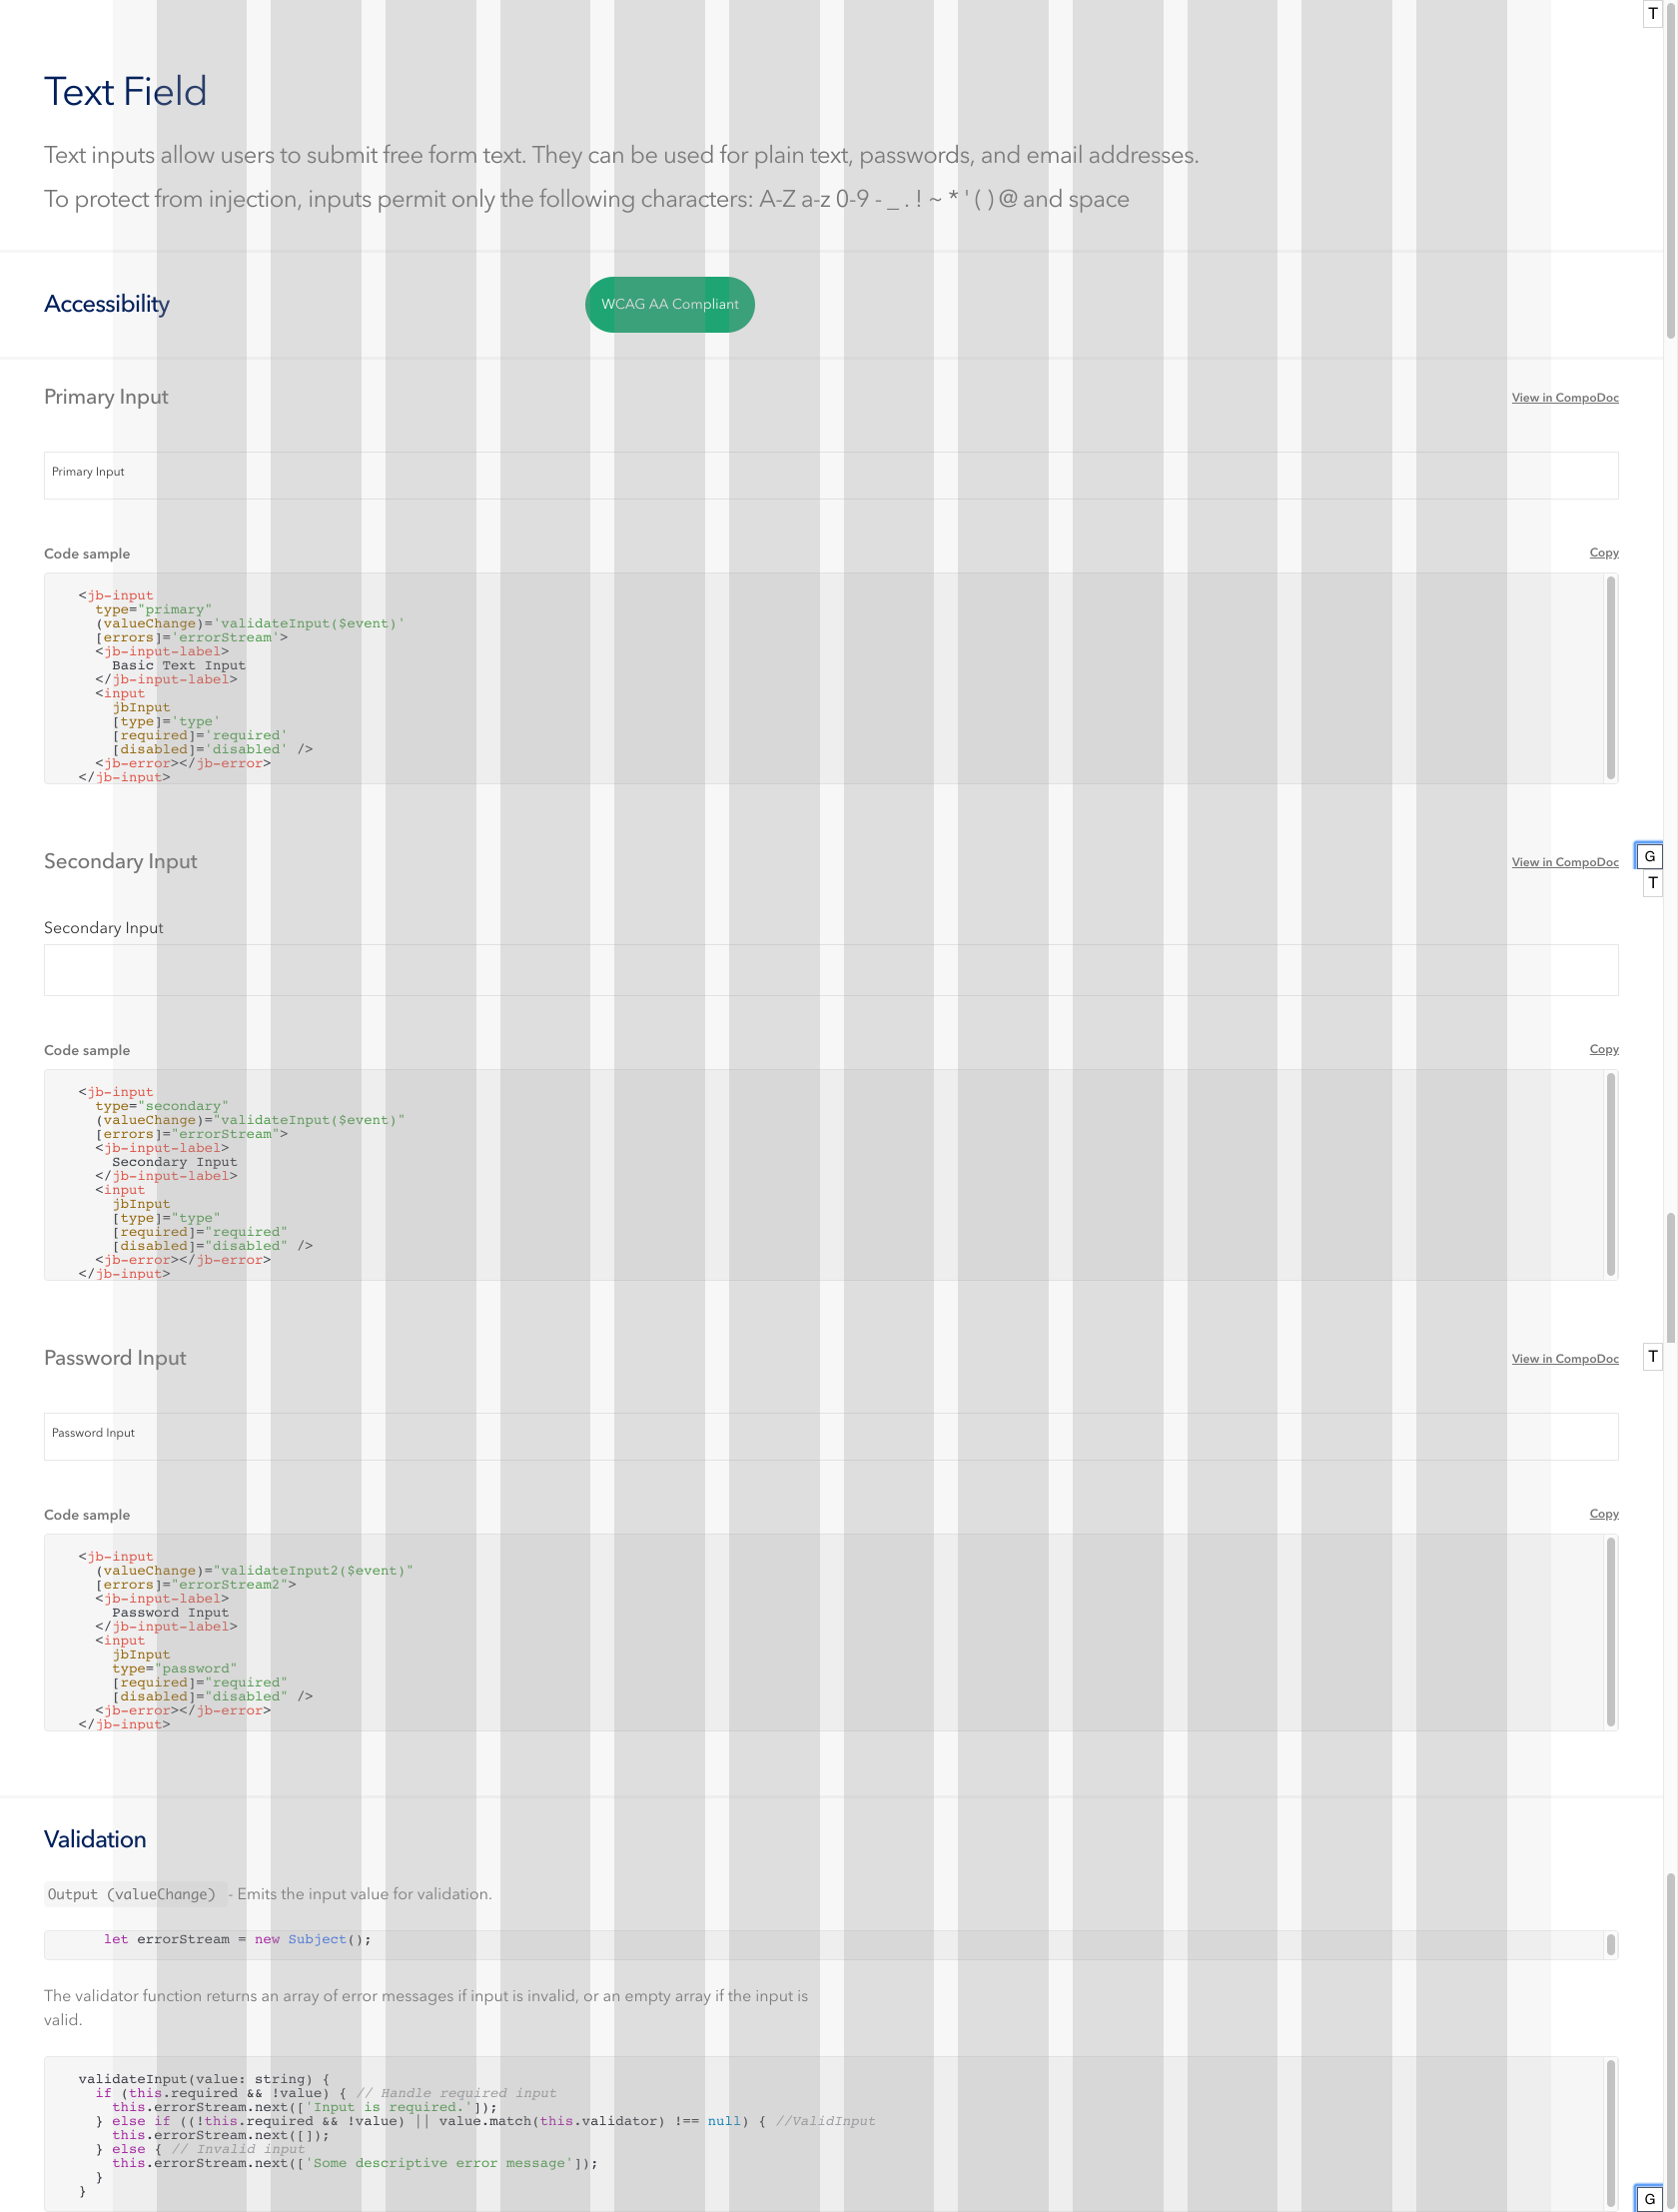 T
Text Field
Text inputs allow users to submit free form text. They can be used for plain text, passwords, and email addresses.
To protect from injection, inputs permit only the following characters: A-Z a-z 0-9 - _ . ! ~ * ' ( ) @ and space
Accessibility
WCAG AA Compliant
Primary Input
View in CompoDoc
Primary Input
Code sample
Copy
<jb-input
type="primary"
(valueChange)='validateInput($event)'
[errors]='errorStream'>
<jb-input-label>
Basic Text Input
</jb-input-label>
<input
jbInput
[type]='type'
[required]='required'
[disabled]='disabled' />
<jb-error></jb-error>
</jb-input>
Secondary Input
View in CompoDoc
G
T
Secondary Input
Code sample
Copy
<jb-input
type="secondary"
(valueChange)="validateInput($event)"
[errors]="errorStream">
<jb-input-label>
Secondary Input
</jb-input-label>
<input
jbInput
[type]="type"
[required]="required"
[disabled]="disabled" />
<jb-error></jb-error>
</jb-input>
Password Input
View in CompoDoc
T
Password Input
Code sample
Copy
<jb-input
(valueChange)="validateInput2($event)"
[errors]="errorStream2">
<jb-input-label>
Password Input
</jb-input-label>
<input
jbInput
type="password"
[required]="required"
[disabled]="disabled" />
<jb-error></jb-error>
</jb-input>
Validation
Output (valueChange) - Emits the input value for validation.
let errorStream = new Subject();
The validator function returns an array of error messages if input is invalid, or an empty array if the input is
valid.
validateInput(value: string) {
if (this.required && !value) { // Handle required input
this.errorStream.next(['Input is required.']);
} else if ((!this.required && !value) || value.match(this.validator) !== null) { //ValidInput
this.errorStream.next([]);
} else { // Invalid input
this.errorStream.next(['Some descriptive error message']);
}
}
G